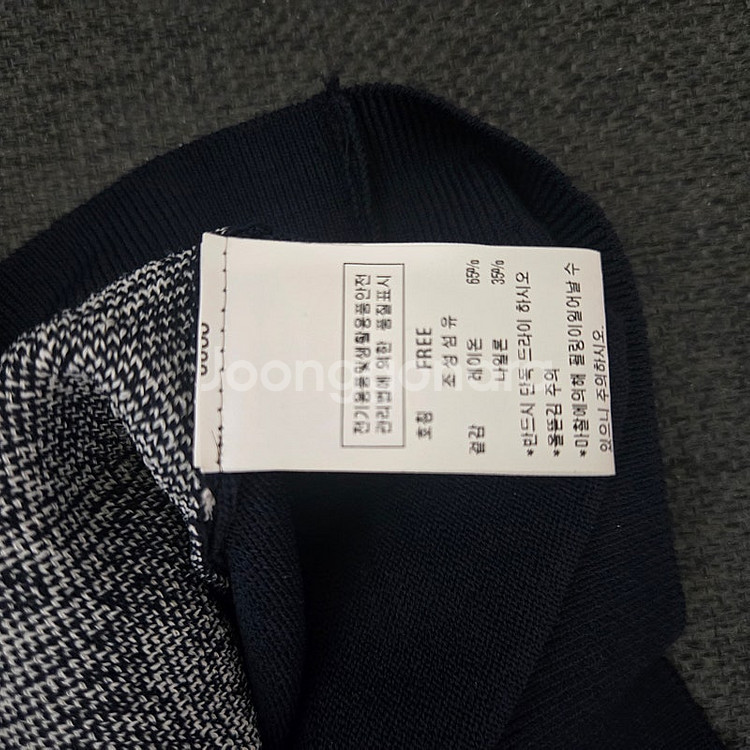 전기용품및생활용품안전
관리법에 의한 품질표시
호칭 FREE
조성섬유
겉감 레이온 65%
나일론 35%
*반드시 단독 드라이 하시오
*올뜯김 주의
*마찰에의해 필링이일어날 수
있으니 주의하시오.
Joongonara